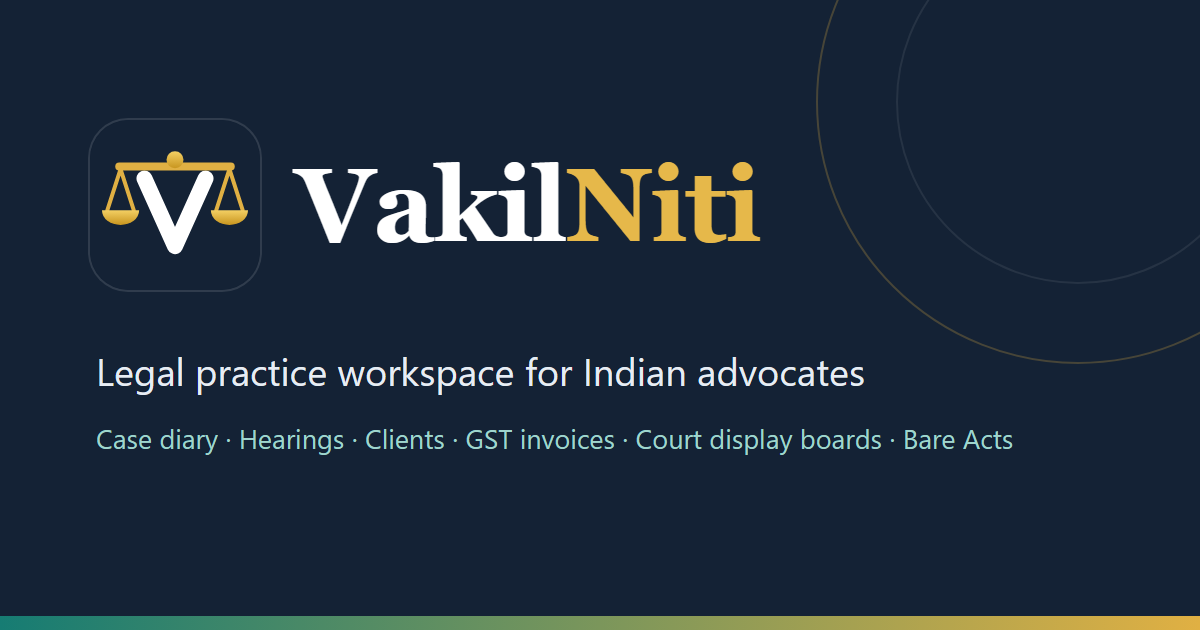 VakilNiti
Legal practice workspace for Indian advocates
Case diary · Hearings · Clients · GST invoices · Court display boards · Bare Acts